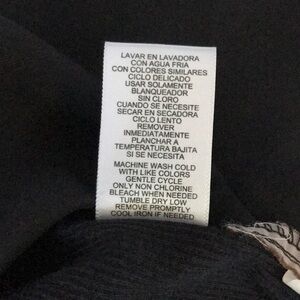 LAVAR EN LAVADORA
CON AGUA FRIA
CON COLORES SIMILARES
CICLO DELICADO
USAR SOLAMENTE
BLANQUEADOR
SIN CLORO
CUANDO SE NECESITE
SECAR EN SECADORA
CICLO LENTO
REMOVER
INMEDIATAMENTE
PLANCHAR A
TEMPERATURA BAJITA
SI SE NECESITA
MACHINE WASH COLD
WITH LIKE COLORS
GENTLE CYCLE
ONLY NON CHLORINE
BLEACH WHEN NEEDED
TUMBLE DRY LOW
REMOVE PROMPTLY
COOL IRON IF NEEDED